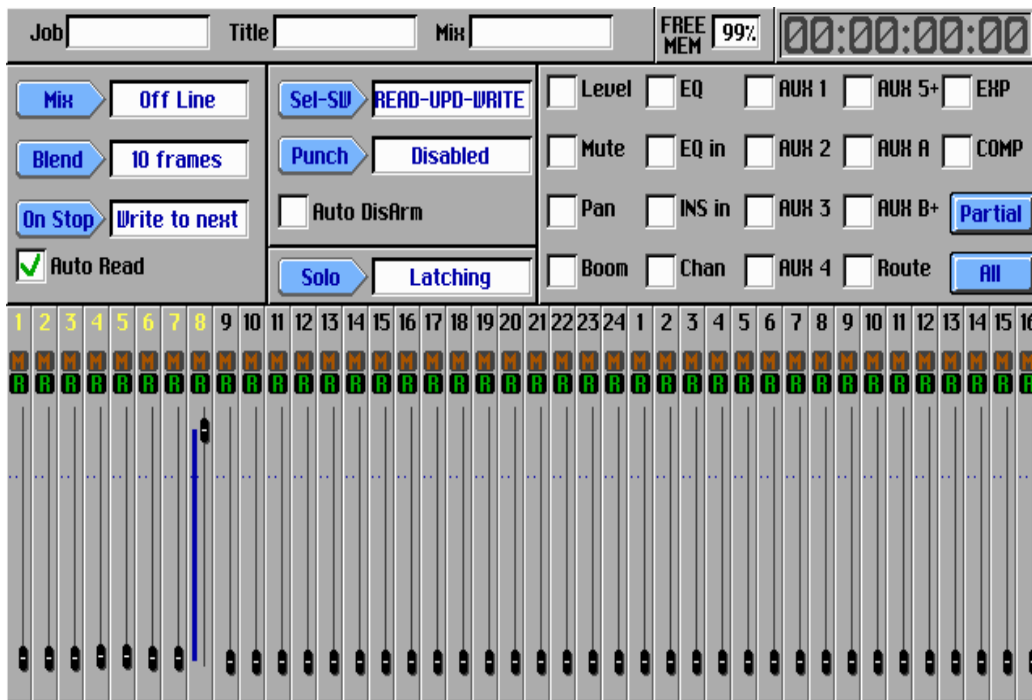 Job Title Mix FREE MEM 99% 00:00:00:00
Mix Off Line
Blend 10 frames
On Stop Write to next
Auto Read
Sel-SW READ-UPD-WRITE
Punch Disabled
Auto DisArm
Solo Latching
Level EQ AUX 1 AUX 5+ EXP
Mute EQ in AUX 2 AUX A COMP
Pan INS in AUX 3 AUX B+ Partial
Boom Chan AUX 4 Route All
1 2 3 4 5 6 7 8 9 10 11 12 13 14 15 16 17 18 19 20 21 22 23 24 1 2 3 4 5 6 7 8 9 10 11 12 13 14 15 16
M M M M M M M M M M M M M M M M M M M M M M M M M M M M M M M M M M M M M M M M
R R R R R R R R R R R R R R R R R R R R R R R R R R R R R R R R R R R R R R R R